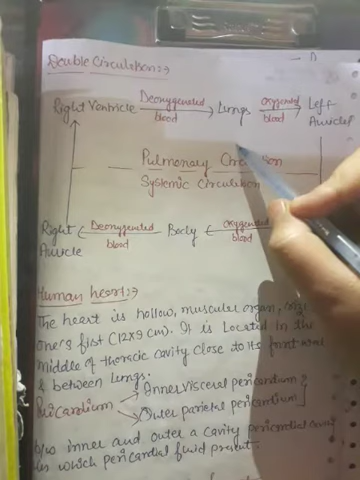 Double Circulation :→
Right Ventricle Deoxygenated blood → Lungs Oxygenated blood → Left Auricle
Pulmonary Circulation
Systemic Circulation
Right Auricle ← Deoxygenated blood Body ← Oxygenated blood
Human heart :→
The heart is hollow, muscular organ, size
one's fist (12x9 cm). It is located in the
middle of thoracic cavity close to its front wall
& between lungs.
Pericardium → Inner visceral pericardium
→ Outer parietal pericardium
b/w inner and outer a cavity pericardial cavity
in which pericardial fluid present.